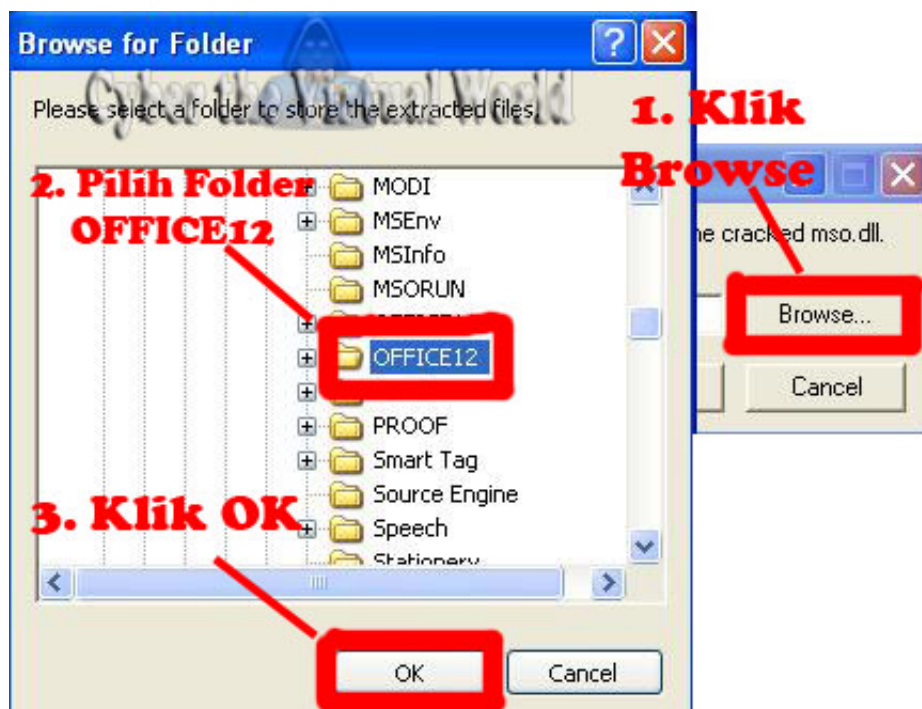 Browse for Folder
Cyber the Virtual World
Please select a folder to store the extracted files.
1. Klik
Browse
2. Pilih Folder
OFFICE12
MODI
MSEnv
MSInfo
MSORUN
OFFICE12
PROOF
Smart Tag
Source Engine
Speech
Stationery
he cracked mso.dll.
Browse...
Cancel
3. Klik OK
OK
Cancel